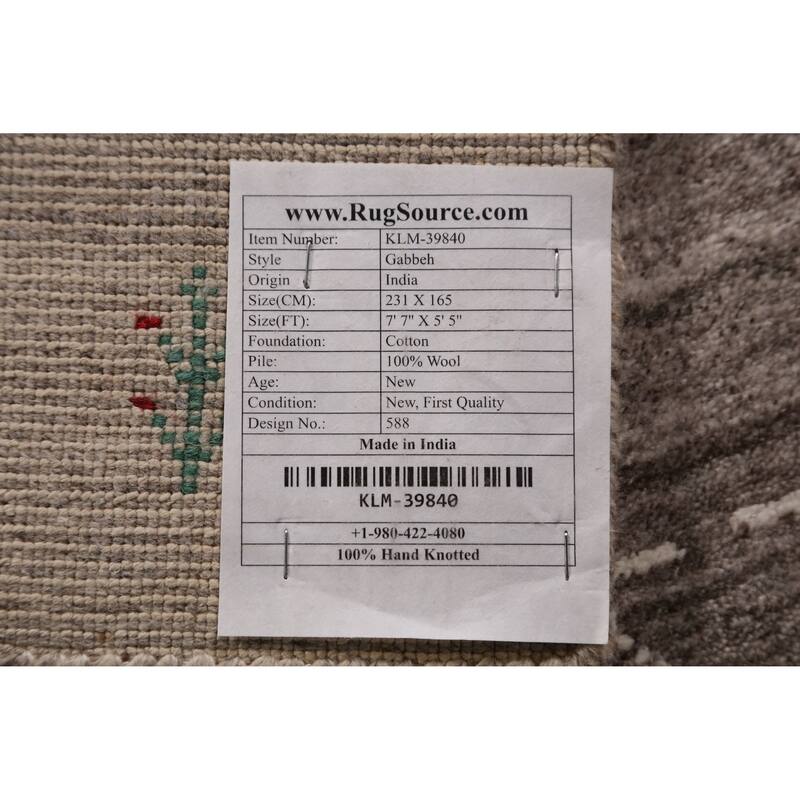 www.RugSource.com
Item Number: KLM-39840
Style Gabbeh
Origin India
Size(CM): 231 X 165
Size(FT): 7' 7" X 5' 5"
Foundation: Cotton
Pile: 100% Wool
Age: New
Condition: New, First Quality
Design No.: 588
Made in India
KLM-39840
+1-980-422-4080
100% Hand Knotted